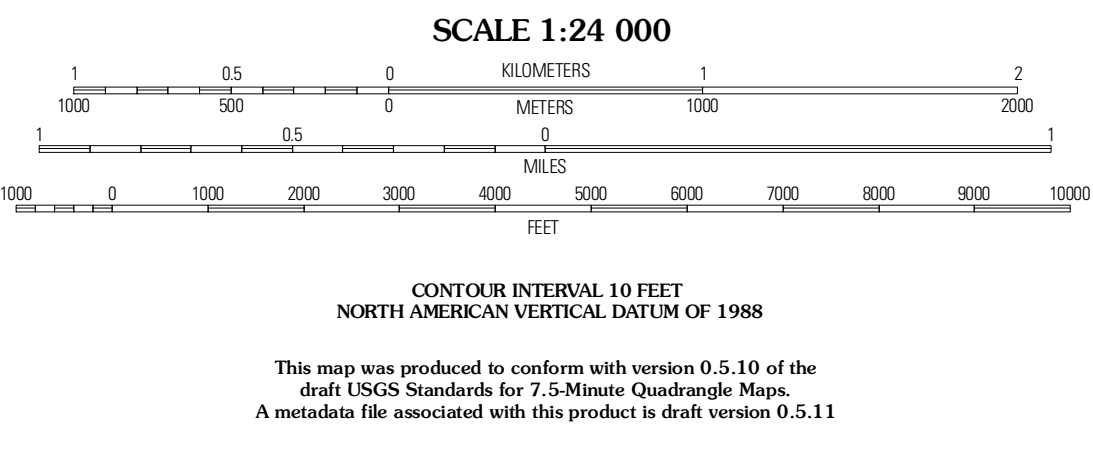 SCALE 1:24 000
1 0.5 0 KILOMETERS 1 2
1000 500 0 METERS 1000 2000
1 0.5 0 1
MILES
1000 0 1000 2000 3000 4000 5000 6000 7000 8000 9000 10000
FEET
CONTOUR INTERVAL 10 FEET
NORTH AMERICAN VERTICAL DATUM OF 1988
This map was produced to conform with version 0.5.10 of the
draft USGS Standards for 7.5-Minute Quadrangle Maps.
A metadata file associated with this product is draft version 0.5.11